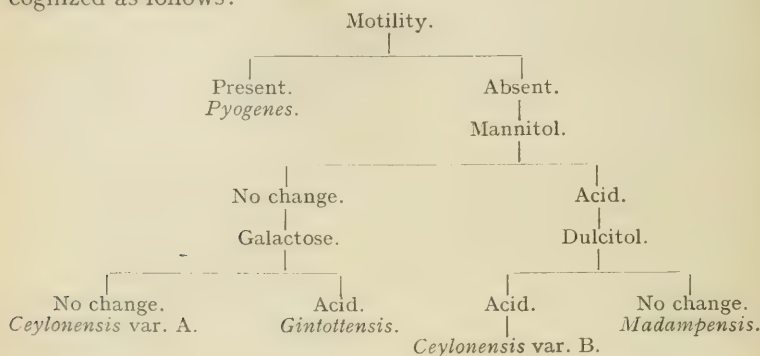 cognized as follows:
Motility.
Present. Absent.
Pyogenes.
Mannitol.
No change. Acid.
Galactose. Dulcitol.
No change. Acid. Acid. No change.
Ceylonensis var. A. Gintottensis. Madampensis.
Ceylonensis var. B.